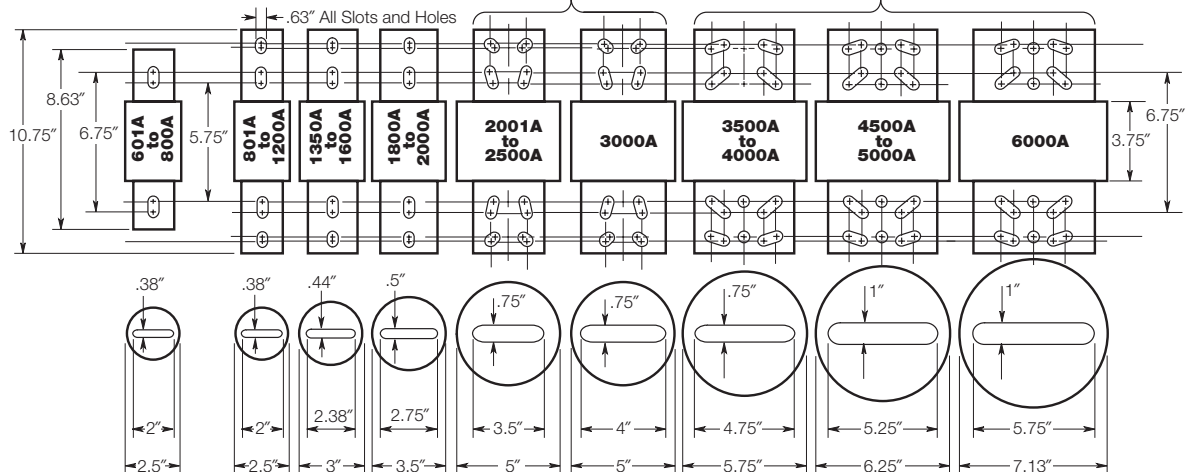 .63″ All Slots and Holes
10.75″
8.63″
6.75″
5.75″
601A
to
800A
801A
to
1200A
1350A
to
1600A
1800A
to
2000A
2001A
to
2500A
3000A
3500A
to
4000A
4500A
to
5000A
6000A
3.75″
6.75″
.38″
.38″
.44″
.5″
.75″
.75″
.75″
1″
1″
2″
2″
2.38″
2.75″
3.5″
4″
4.75″
5.25″
5.75″
2.5″
2.5″
3″
3.5″
5″
5″
5.75″
6.25″
7.13″